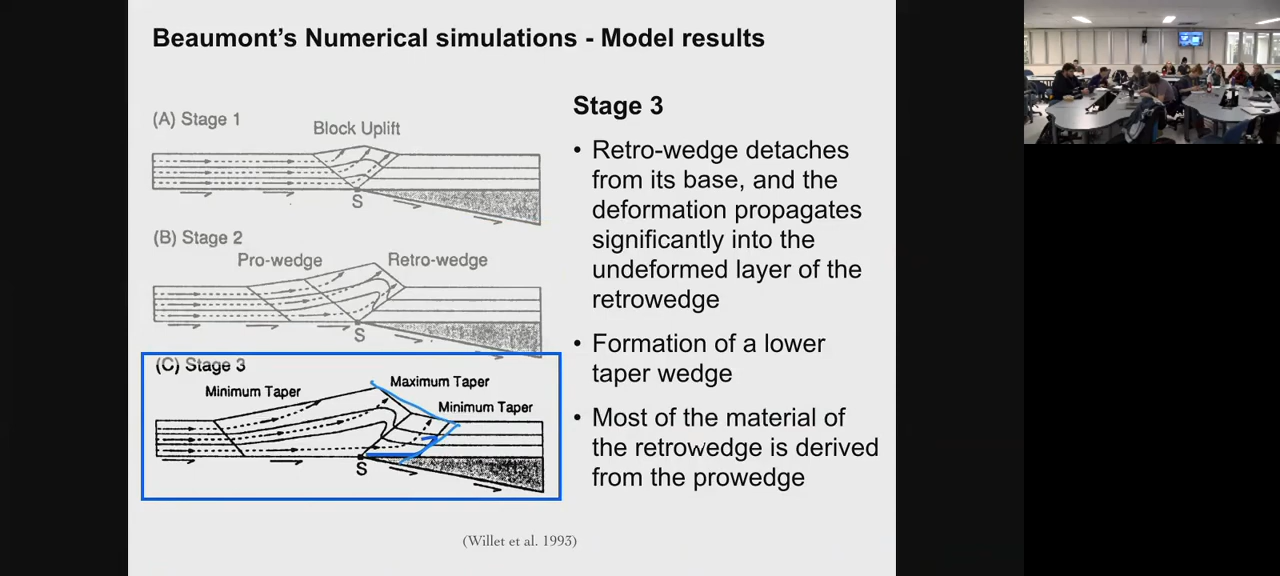 Beaumont's Numerical simulations - Model results
(A) Stage 1
Block Uplift
S
(B) Stage 2
Pro-wedge
Retro-wedge
S
(C) Stage 3
Minimum Taper
Maximum Taper
Minimum Taper
S
Stage 3
• Retro-wedge detaches
from its base, and the
deformation propagates
significantly into the
undeformed layer of the
retrowedge
• Formation of a lower
taper wedge
• Most of the material of
the retrowedge is derived
from the prowedge
(Willet et al. 1993)